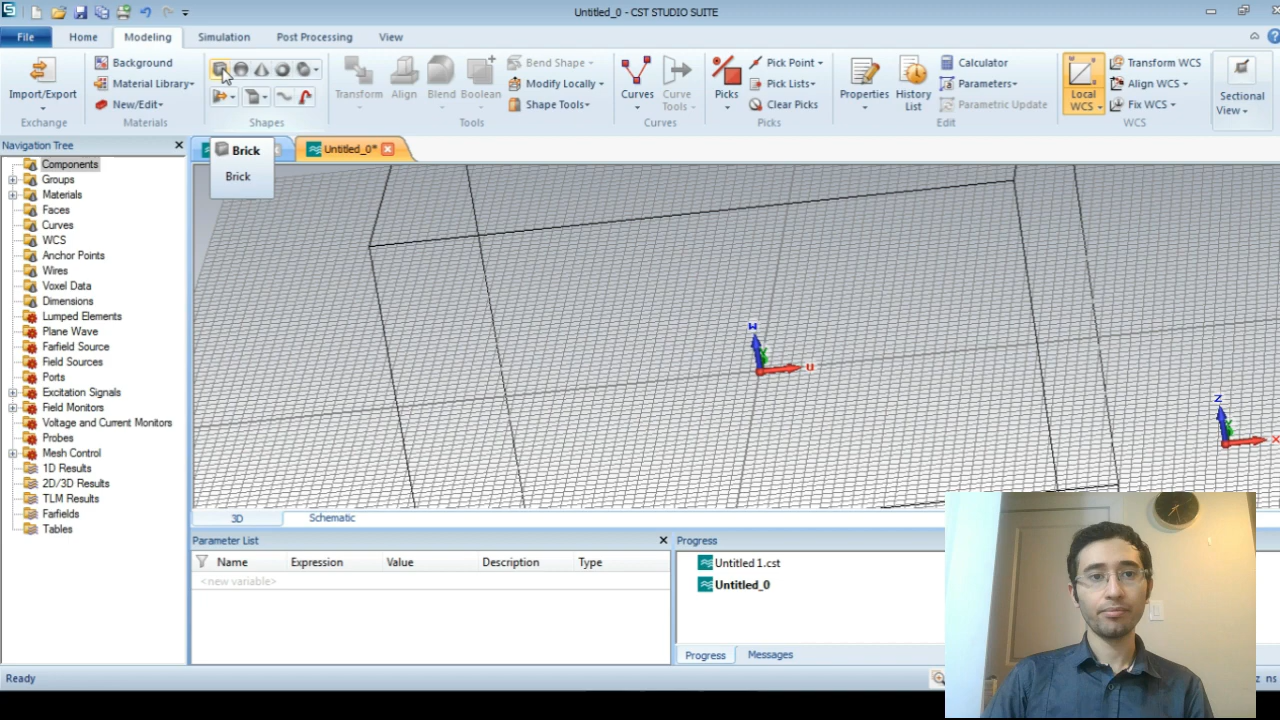 Untitled_0 - CST STUDIO SUITE
File
Home
Modeling
Simulation
Post Processing
View
Import/Export
Exchange
Background
Material Library
New/Edit
Materials
Shapes
Transform
Align
Blend
Boolean
Bend Shape
Modify Locally
Shape Tools
Tools
Curves
Curve
Tools
Curves
Picks
Pick Point
Pick Lists
Clear Picks
Picks
Properties
History
List
Calculator
Parameters
Parametric Update
Edit
Local
WCS
Transform WCS
Align WCS
Fix WCS
WCS
Sectional
View
Navigation Tree
Untitled_0*
Brick
Brick
Components
Groups
Materials
Faces
Curves
WCS
Anchor Points
Wires
Voxel Data
Dimensions
Lumped Elements
Plane Wave
Farfield Source
Field Sources
Ports
Excitation Signals
Field Monitors
Voltage and Current Monitors
Probes
Mesh Control
1D Results
2D/3D Results
TLM Results
Farfields
Tables
w
u
z
x
3D
Schematic
Parameter List
Name Expression Value Description Type
<new variable>
Progress
Untitled 1.cst
Untitled_0
Progress
Messages
Ready
z ns